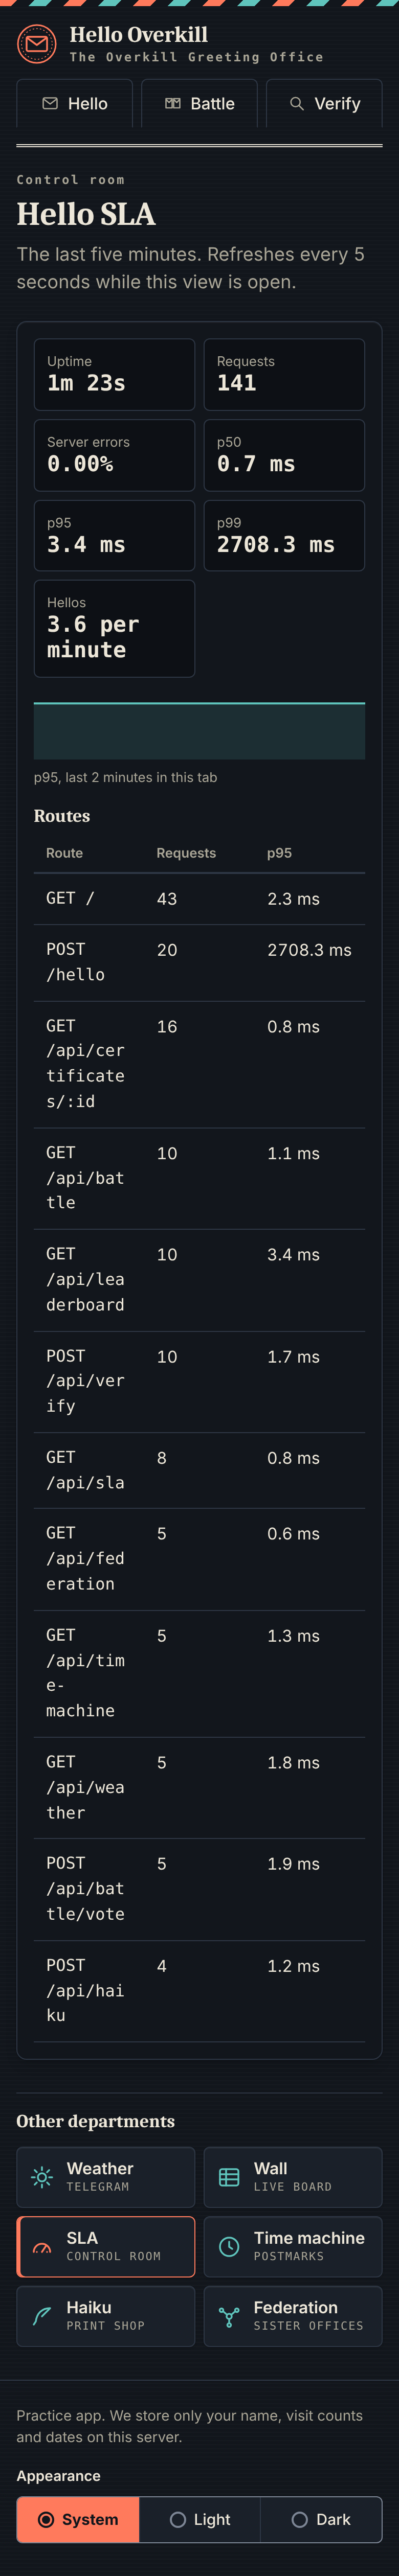 Hello Overkill
The Overkill Greeting Office
Hello
Battle
Verify
Control room
Hello SLA
The last five minutes. Refreshes every 5
seconds while this view is open.
Uptime
1m 23s
Requests
141
Server errors
0.00%
p50
0.7 ms
p95
3.4 ms
p99
2708.3 ms
Hellos
3.6 per
minute
p95, last 2 minutes in this tab
Routes
Route Requests p95
GET / 43 2.3 ms
POST 20 2708.3 ms
/hello
GET 16 0.8 ms
/api/cer
tificate
s/:id
GET 10 1.1 ms
/api/bat
tle
GET 10 3.4 ms
/api/lea
derboard
POST 10 1.7 ms
/api/ver
ify
GET 8 0.8 ms
/api/sla
GET 5 0.6 ms
/api/fed
eration
GET 5 1.3 ms
/api/tim
e-
machine
GET 5 1.8 ms
/api/wea
ther
POST 5 1.9 ms
/api/bat
tle/vote
POST 4 1.2 ms
/api/hai
ku
Other departments
Weather
TELEGRAM
Wall
LIVE BOARD
SLA
CONTROL ROOM
Time machine
POSTMARKS
Haiku
PRINT SHOP
Federation
SISTER OFFICES
Practice app. We store only your name, visit counts
and dates on this server.
Appearance
System
Light
Dark